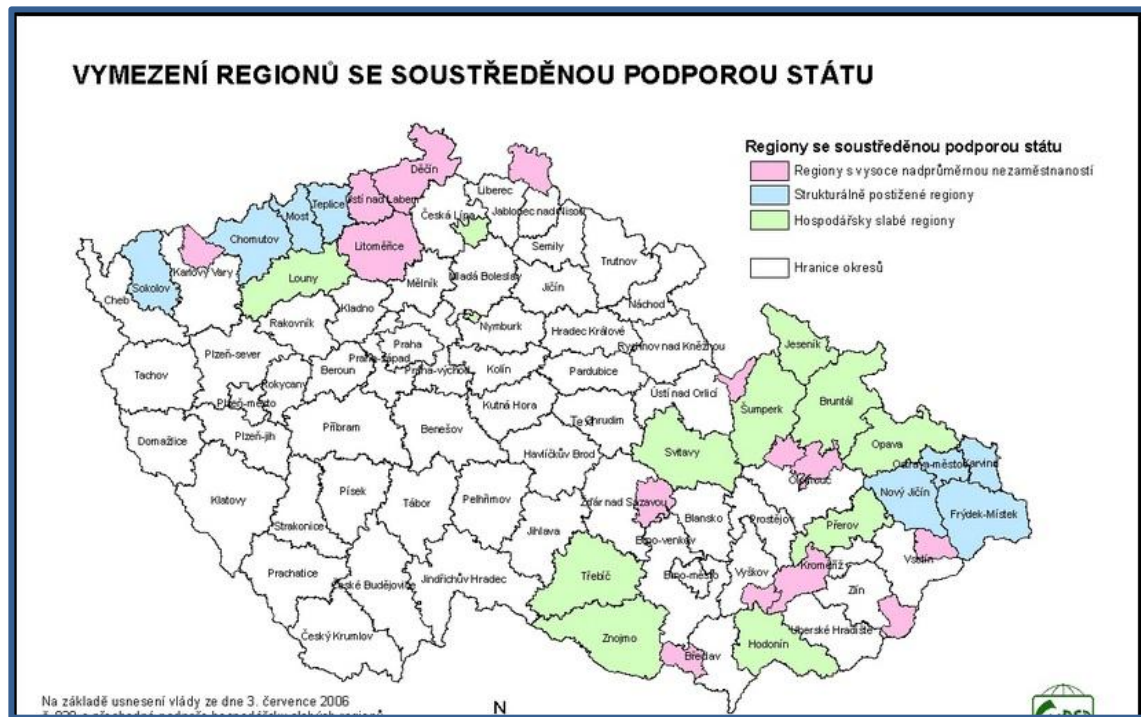 VYMEZENÍ REGIONŮ SE SOUSTŘEDĚNOU PODPOROU STÁTU
Regiony se soustředěnou podporou státu
Regiony s vysoce nadprůměrnou nezaměstnaností
Strukturálně postižené regiony
Hospodářsky slabé regiony
Hranice okresů
Děčín
Liberec
Ústí nad Labem
Teplice
Most
Česká Lípa
Jablonec nad Nisou
Chomutov
Litoměřice
Semily
Trutnov
Karlovy Vary
Sokolov
Cheb
Louny
Mělník
Mladá Boleslav
Jičín
Náchod
Kladno
Rakovník
Nymburk
Hradec Králové
Rychnov nad Kněžnou
Jeseník
Plzeň-sever
Praha
Praha-západ
Praha-východ
Beroun
Kolín
Pardubice
Tachov
Rokycany
Plzeň-město
Kutná Hora
Ústí nad Orlicí
Šumperk
Bruntál
Text
Chrudim
Domažlice
Plzeň-jih
Příbram
Benešov
Havlíčkův Brod
Svitavy
Opava
Ostrava-město
Karviná
Olomouc
Nový Jičín
Frýdek-Místek
Klatovy
Písek
Tábor
Pelhřimov
Žďár nad Sázavou
Blansko
Prostějov
Přerov
Strakonice
Jihlava
Brno-venkov
Vsetín
Prachatice
České Budějovice
Jindřichův Hradec
Třebíč
Brno-město
Vyškov
Kroměříž
Zlín
Český Krumlov
Znojmo
Břeclav
Hodonín
Uherské Hradiště
Na základě usnesení vlády ze dne 3. července 2006
N